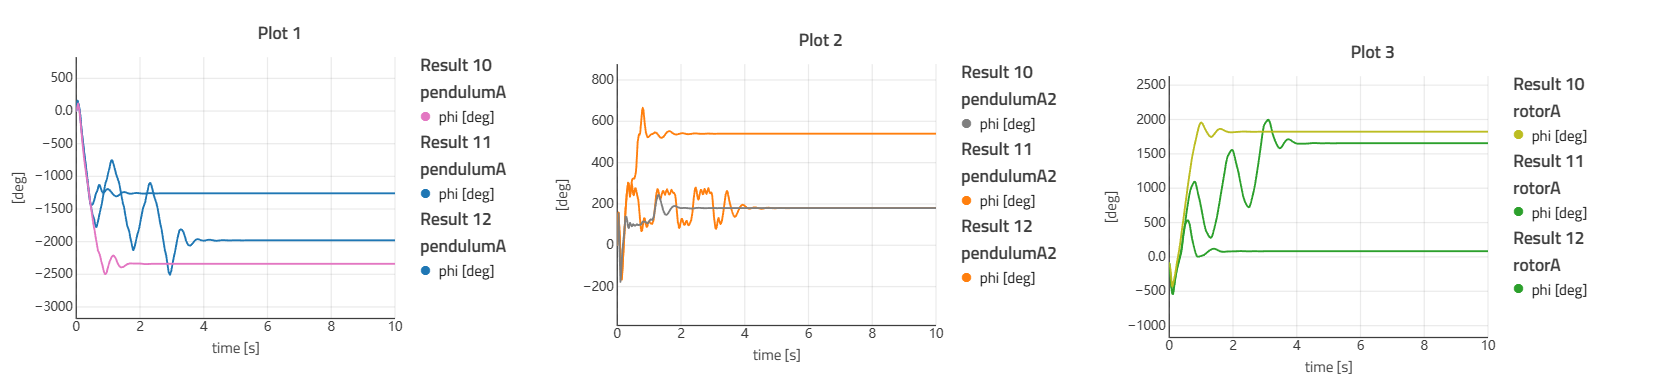 Plot 1
500
0.0
−500
−1000
−1500
−2000
−2500
−3000
[deg]
0
2
4
6
8
10
time [s]
Result 10
pendulumA
phi [deg]
Result 11
pendulumA
phi [deg]
Result 12
pendulumA
phi [deg]
Plot 2
800
600
400
200
0
−200
[deg]
0
2
4
6
8
10
time [s]
Result 10
pendulumA2
phi [deg]
Result 11
pendulumA2
phi [deg]
Result 12
pendulumA2
phi [deg]
Plot 3
2500
2000
1500
1000
500
0.0
−500
−1000
[deg]
0
2
4
6
8
10
time [s]
Result 10
rotorA
phi [deg]
Result 11
rotorA
phi [deg]
Result 12
rotorA
phi [deg]